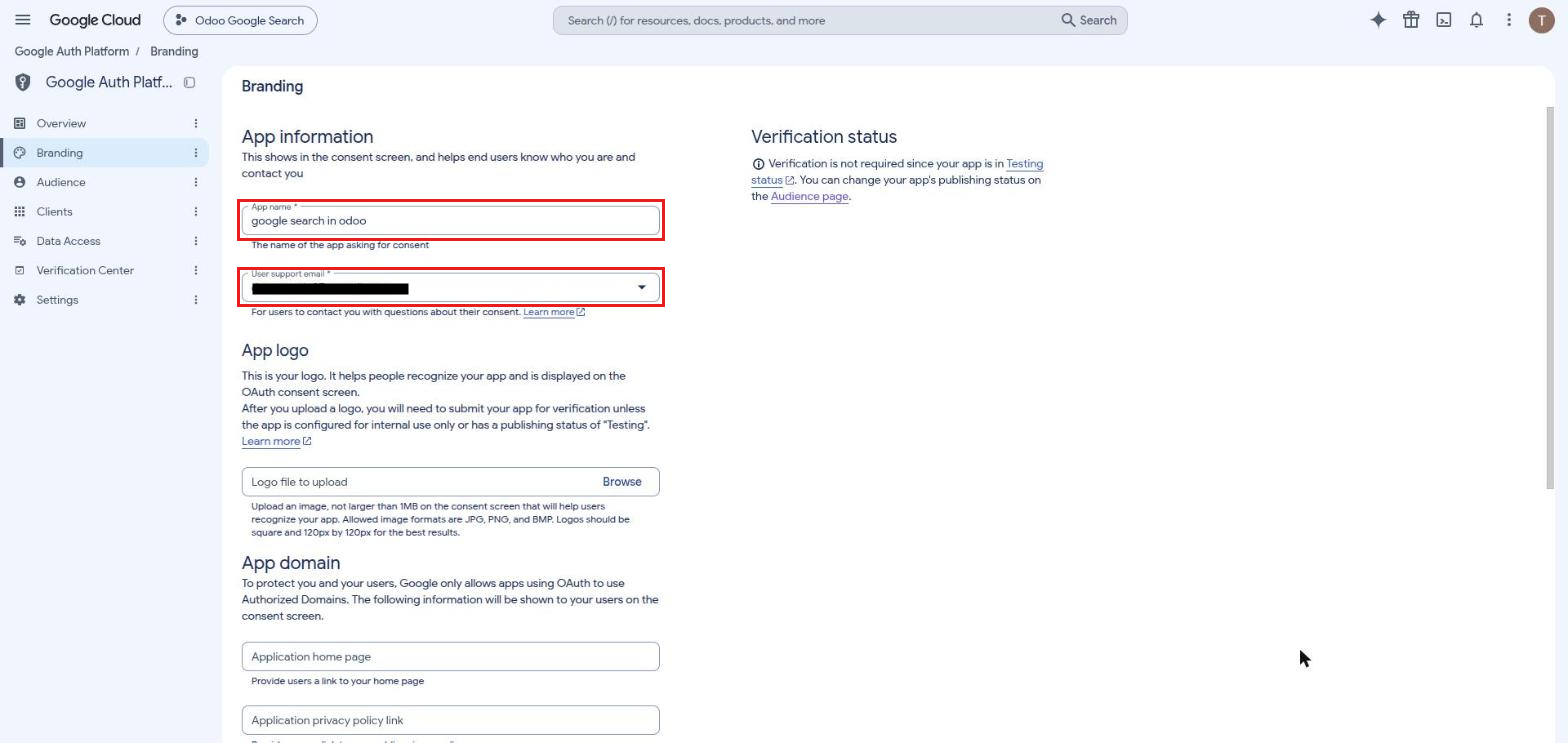 Google Cloud
Odoo Google Search
Search (/) for resources, docs, products, and more
Search
T
Google Auth Platform / Branding
Google Auth Platf...
Overview
Branding
Audience
Clients
Data Access
Verification Center
Settings
Branding
App information
This shows in the consent screen, and helps end users know who you are and
contact you
App name *
google search in odoo
The name of the app asking for consent
User support email *
For users to contact you with questions about their consent. Learn more
App logo
This is your logo. It helps people recognize your app and is displayed on the
OAuth consent screen.
After you upload a logo, you will need to submit your app for verification unless
the app is configured for internal use only or has a publishing status of "Testing".
Learn more
Logo file to upload
Browse
Upload an image, not larger than 1MB on the consent screen that will help users
recognize your app. Allowed image formats are JPG, PNG, and BMP. Logos should be
square and 120px by 120px for the best results.
App domain
To protect you and your users, Google only allows apps using OAuth to use
Authorized Domains. The following information will be shown to your users on the
consent screen.
Application home page
Provide users a link to your home page
Application privacy policy link
Verification status
Verification is not required since your app is in Testing
status. You can change your app's publishing status on
the Audience page.